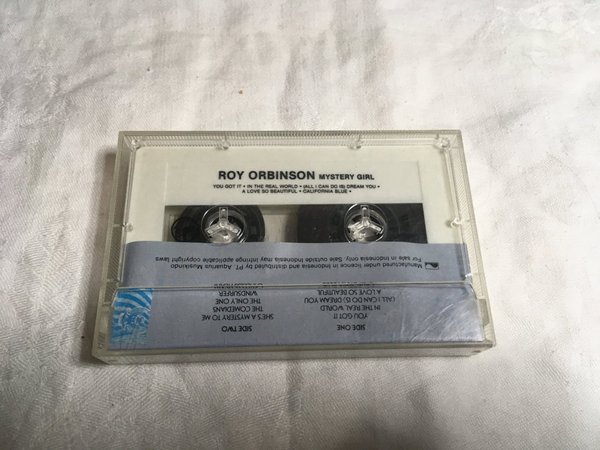 ROY ORBINSON MYSTERY GIRL
YOU GOT IT • IN THE REAL WORLD • (ALL I CAN DO IS) DREAM YOU •
A LOVE SO BEAUTIFUL • CALIFORNIA BLUE •
Manufactured under licence in Indonesia and distributed by PT Aquarius Musikindo
For sale in Indonesia only. Sale outside Indonesia may infringe applicable copyright laws
SIDE ONE
YOU GOT IT
IN THE REAL WORLD
(ALL I CAN DO IS) DREAM YOU
A LOVE SO BEAUTIFUL
SIDE TWO
SHE'S A MYSTERY TO ME
THE COMEDIANS
THE ONLY ONE
WINDSURFER